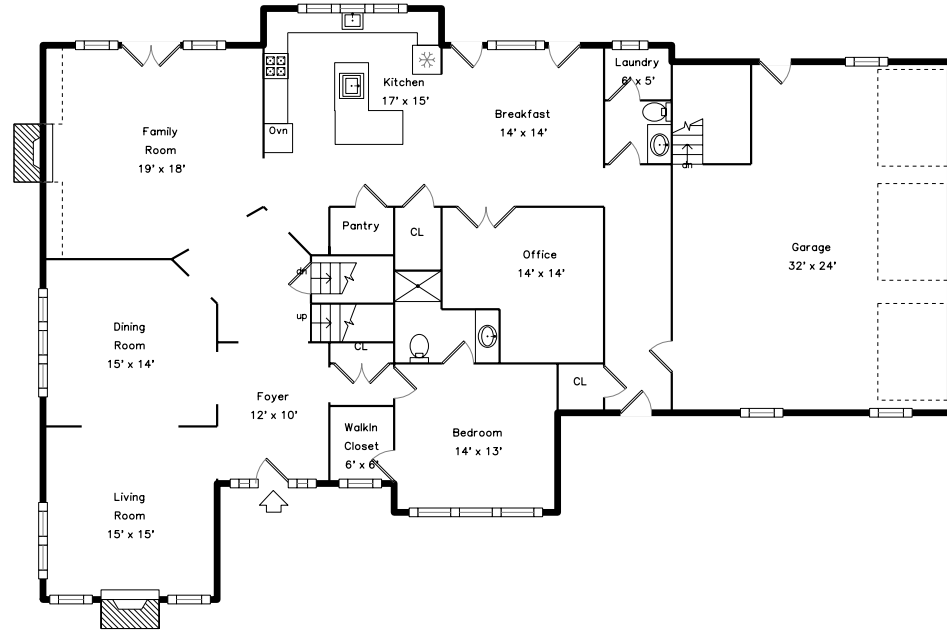 Laundry
6' x 5'
Kitchen
17' x 15'
Breakfast
14' x 14'
Ovn
Family
Room
19' x 18'
dn
Pantry
CL
Office
14' x 14'
Garage
32' x 24'
dn
up
CL
Dining
Room
15' x 14'
Foyer
12' x 10'
CL
WalkIn
Closet
6' x 6'
Bedroom
14' x 13'
Living
Room
15' x 15'